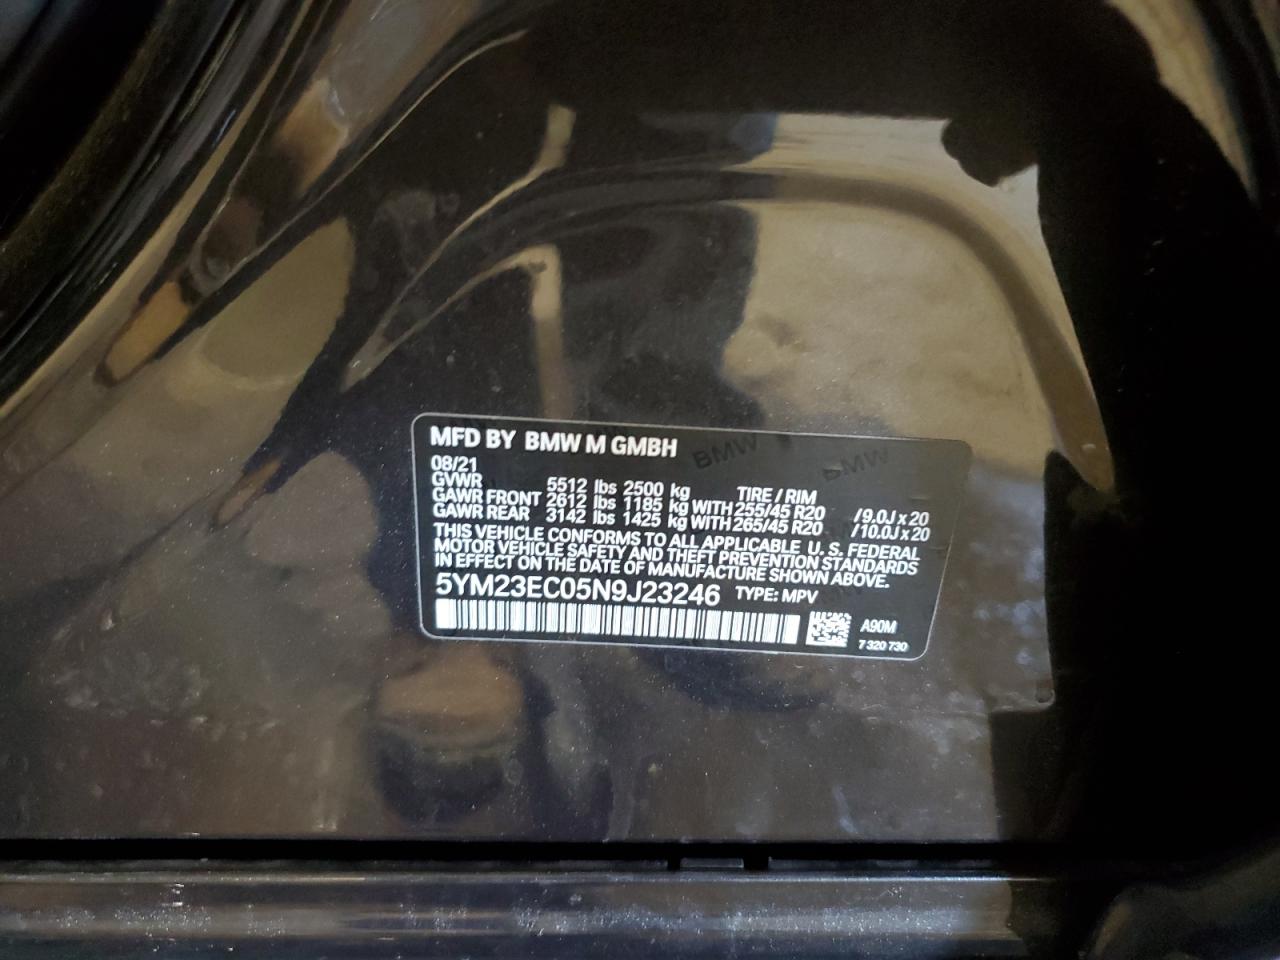 MFD BY BMW M GMBH
BMW BMW
08/21
GVWR 5512 lbs 2500 kg TIRE / RIM
GAWR FRONT 2612 lbs 1185 kg WITH 255/45 R20 /9.0J x 20
GAWR REAR 3142 lbs 1425 kg WITH 265/45 R20 /10.0J x 20
THIS VEHICLE CONFORMS TO ALL APPLICABLE U. S. FEDERAL
MOTOR VEHICLE SAFETY AND THEFT PREVENTION STANDARDS
IN EFFECT ON THE DATE OF MANUFACTURE SHOWN ABOVE.
5YM23EC05N9J23246 TYPE: MPV
A90M
7 320 730